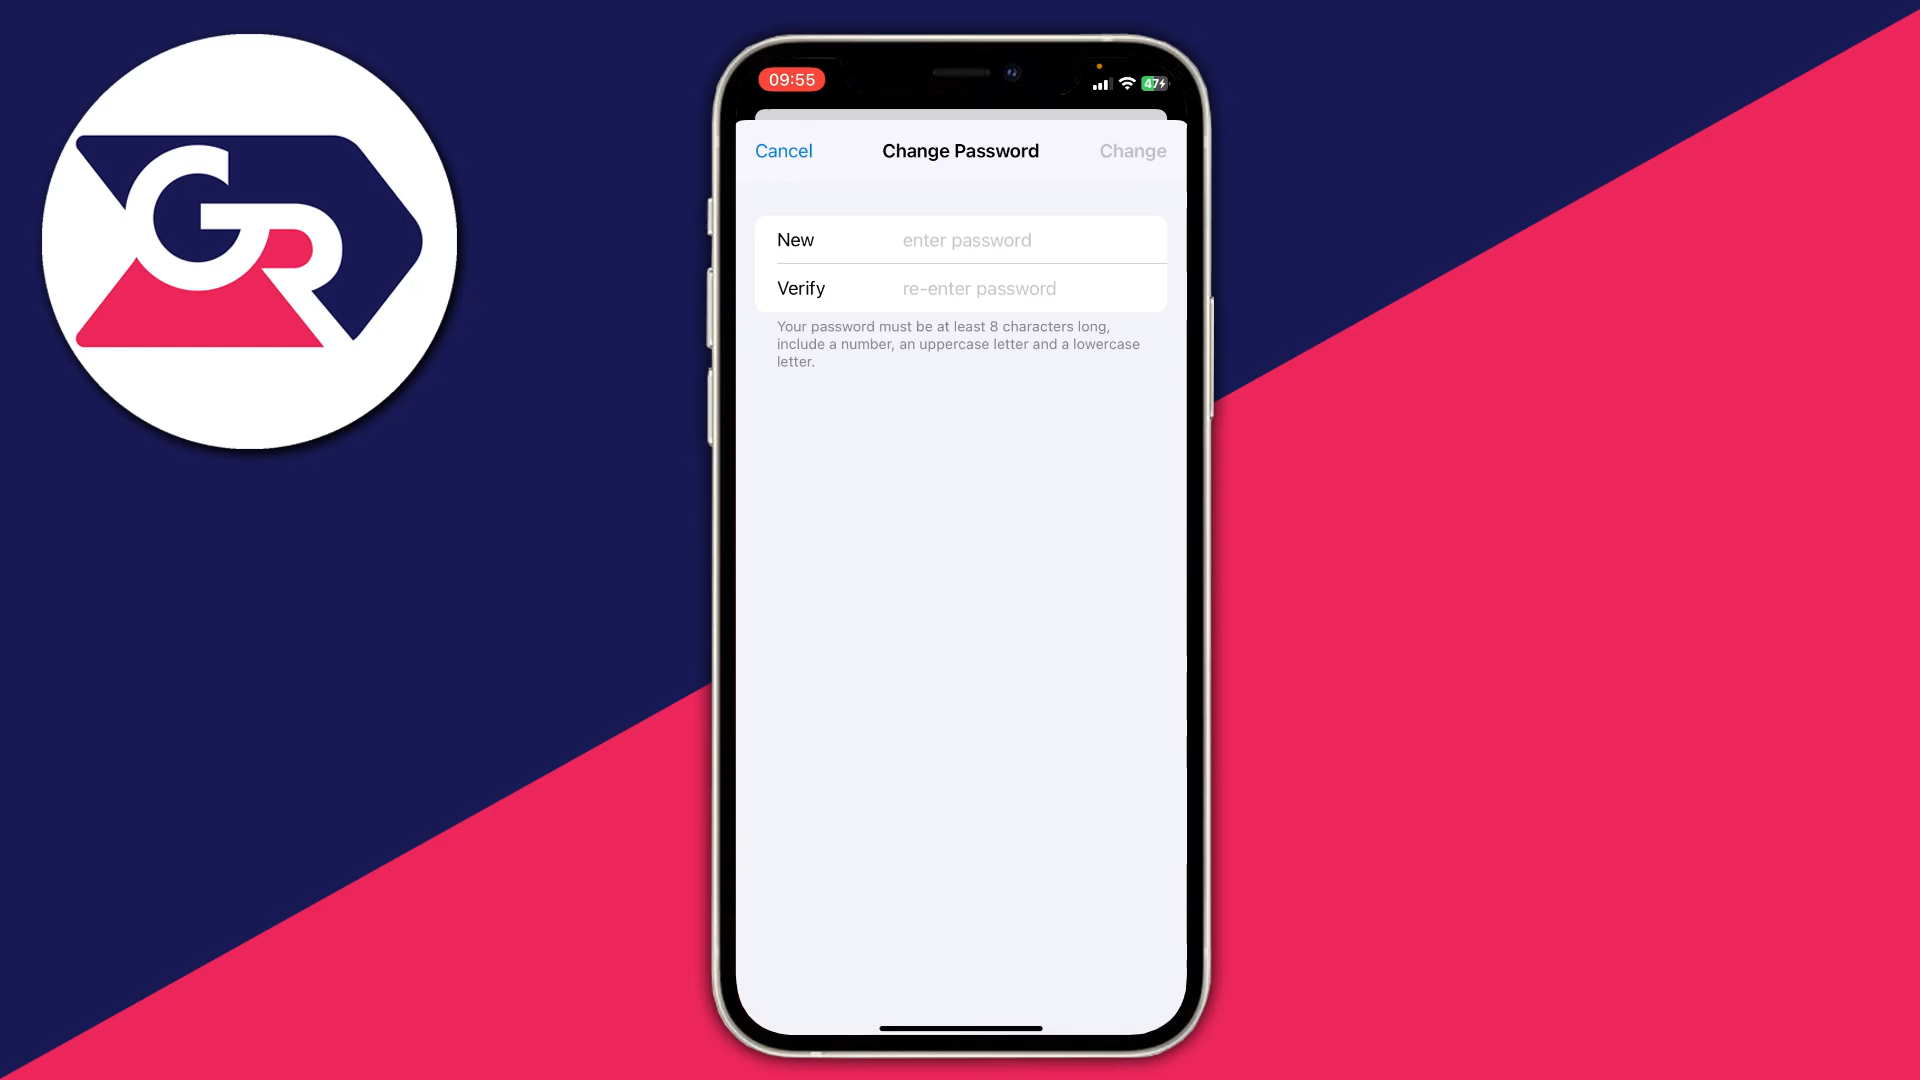 GR
09:55
47
Cancel Change Password Change
New enter password
Verify re-enter password
Your password must be at least 8 characters long,
include a number, an uppercase letter and a lowercase
letter.